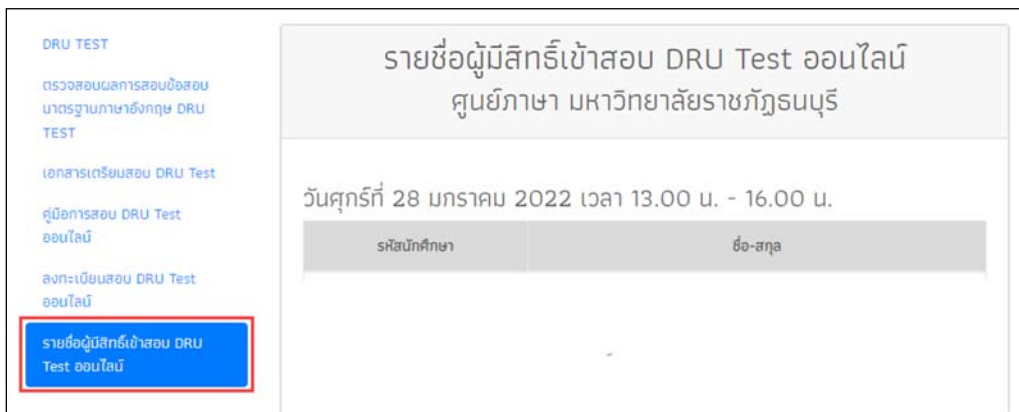 DRU TEST
ตรวจสอบผลการสอบข้อสอบ
มาตรฐานภาษาอังกฤษ DRU
TEST
เอกสารเตรียมสอบ DRU Test
คู่มือการสอบ DRU Test
ออนไลน์
ลงทะเบียนสอบ DRU Test
ออนไลน์
รายชื่อผู้มีสิทธิ์เข้าสอบ DRU
Test ออนไลน์
รายชื่อผู้มีสิทธิ์เข้าสอบ DRU Test ออนไลน์
ศูนย์ภาษา มหาวิทยาลัยราชภัฏธนบุรี
วันศุกร์ที่ 28 มกราคม 2022 เวลา 13.00 น. - 16.00 น.
รหัสนักศึกษา ชื่อ-สกุล